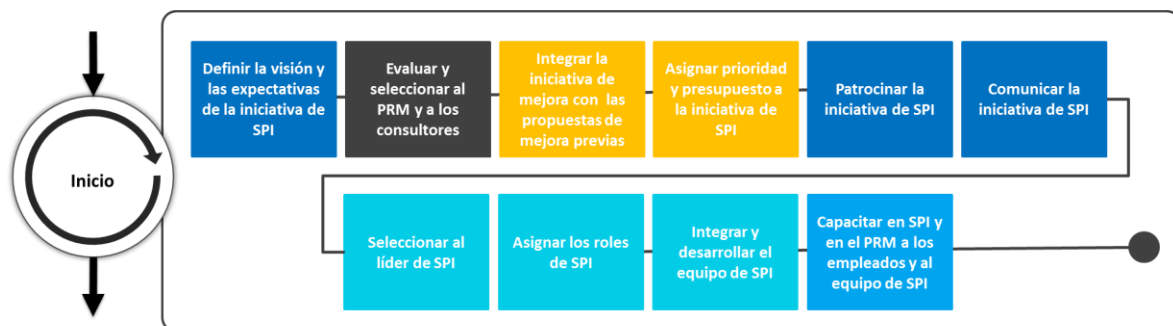 Inicio
Definir la visión y
las expectativas
de la iniciativa de
SPI
Evaluar y
seleccionar al
PRM y a los
consultores
Integrar la
iniciativa de
mejora con las
propuestas de
mejora previas
Asignar prioridad
y presupuesto a
la iniciativa de
SPI
Patrocinar la
iniciativa de SPI
Comunicar la
iniciativa de SPI
Seleccionar al
líder de SPI
Asignar los roles
de SPI
Integrar y
desarrollar el
equipo de SPI
Capacitar en SPI y
en el PRM a los
empleados y al
equipo de SPI